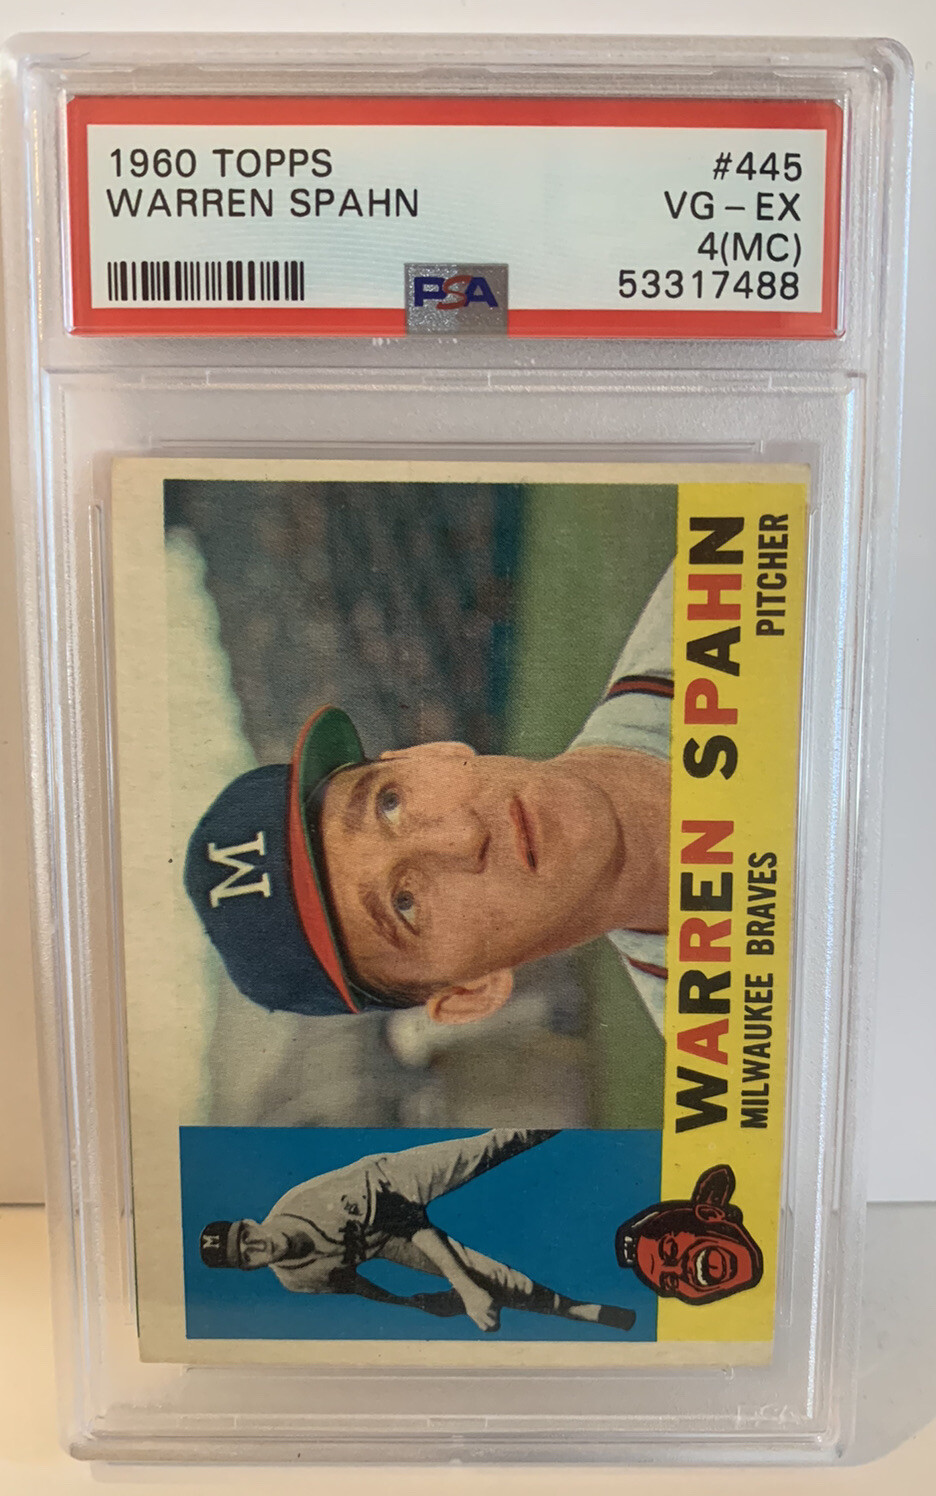 1960 TOPPS
WARREN SPAHN
#445
VG – EX
4(MC)
53317488
PSA
WARREN SPAHN
MILWAUKEE BRAVES PITCHER
M
M